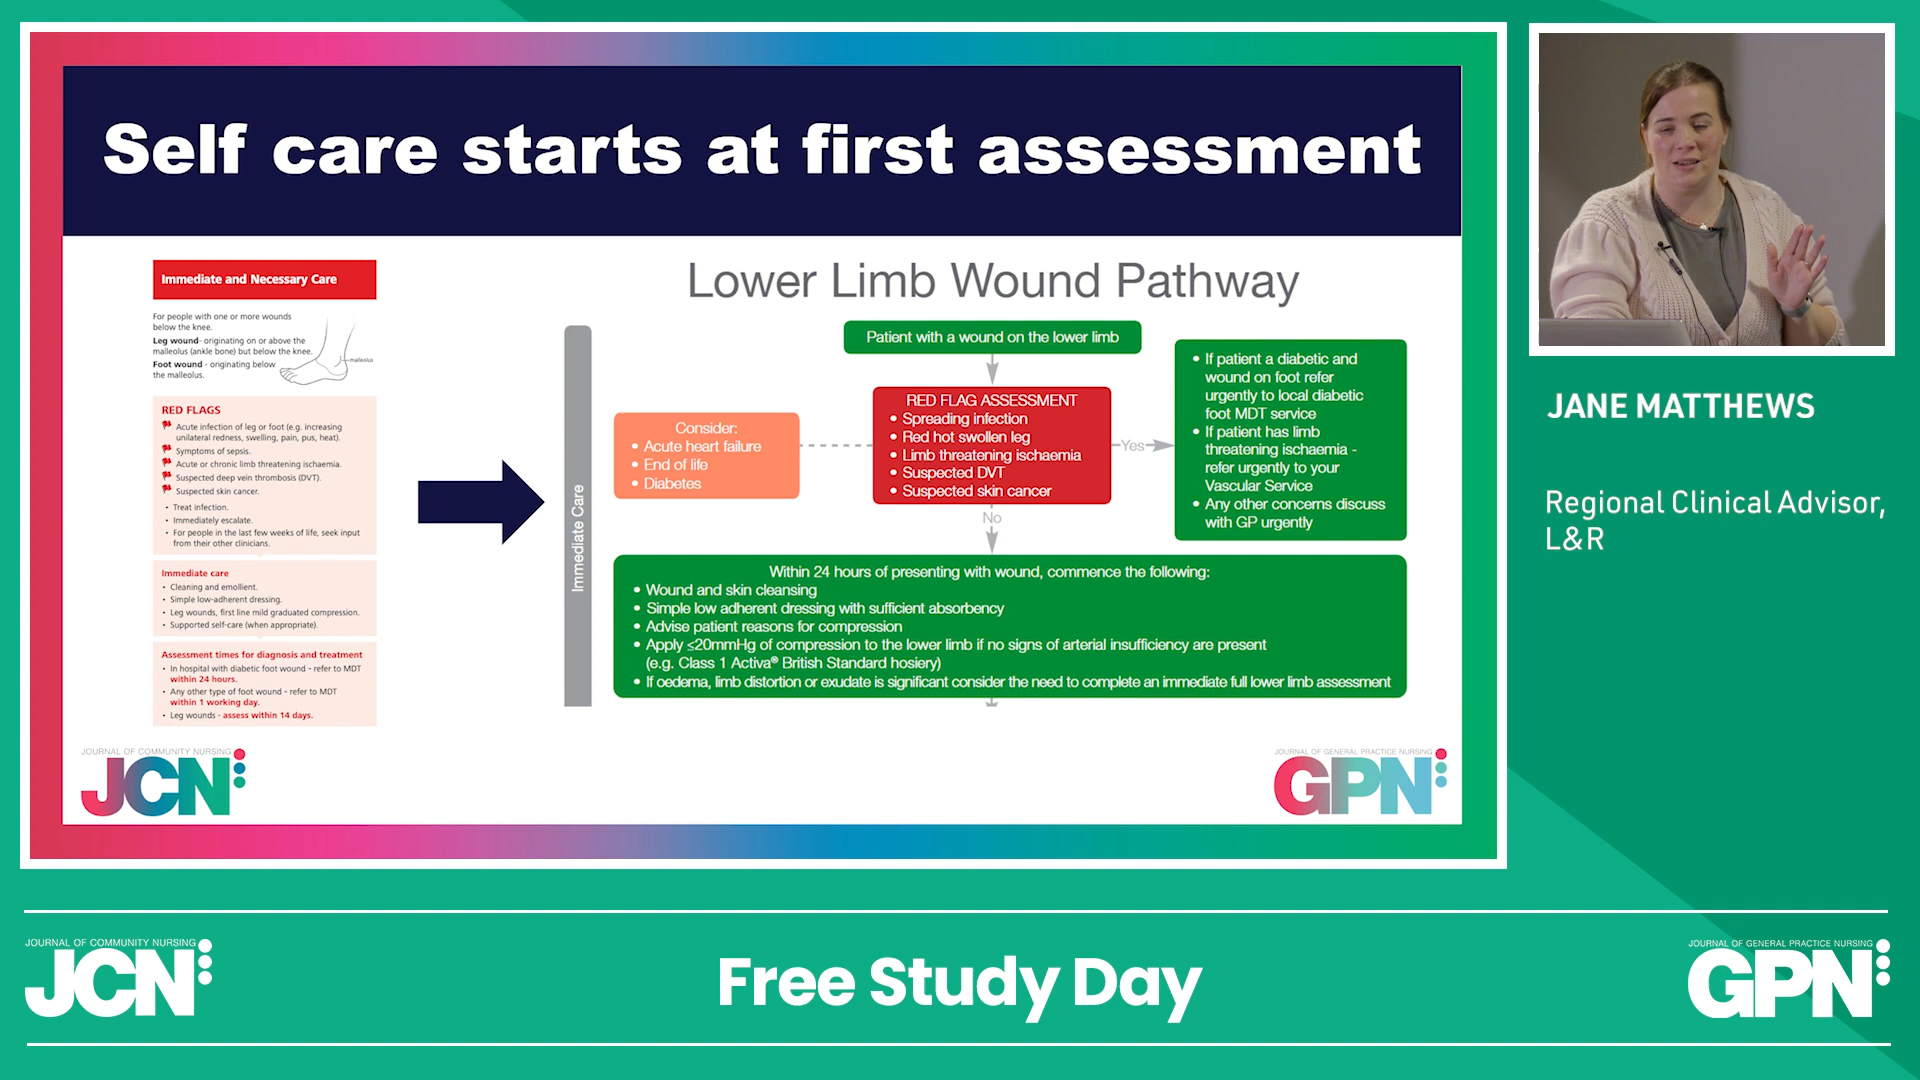 Self care starts at first assessment
Immediate and Necessary Care
For people with one or more wounds
below the knee.
Leg wound- originating on or above the
malleolus (ankle bone) but below the knee.
Foot wound - originating below
the malleolus.
malleolus
RED FLAGS
Acute infection of leg or foot (e.g. increasing
unilateral redness, swelling, pain, pus, heat).
Symptoms of sepsis.
Acute or chronic limb threatening ischaemia.
Suspected deep vein thrombosis (DVT).
Suspected skin cancer.
• Treat infection.
• Immediately escalate.
• For people in the last few weeks of life, seek input
from their other clinicians.
Immediate care
• Cleaning and emollient.
• Simple low-adherent dressing.
• Leg wounds, first line mild graduated compression.
• Supported self-care (when appropriate).
Assessment times for diagnosis and treatment
• In hospital with diabetic foot wound - refer to MDT
within 24 hours.
• Any other type of foot wound - refer to MDT
within 1 working day.
• Leg wounds - assess within 14 days.
Lower Limb Wound Pathway
Immediate Care
Patient with a wound on the lower limb
Consider:
• Acute heart failure
• End of life
• Diabetes
RED FLAG ASSESSMENT
• Spreading infection
• Red hot swollen leg
• Limb threatening ischaemia
• Suspected DVT
• Suspected skin cancer
Yes
• If patient a diabetic and
wound on foot refer
urgently to local diabetic
foot MDT service
• If patient has limb
threatening ischaemia -
refer urgently to your
Vascular Service
• Any other concerns discuss
with GP urgently
No
Within 24 hours of presenting with wound, commence the following:
• Wound and skin cleansing
• Simple low adherent dressing with sufficient absorbency
• Advise patient reasons for compression
• Apply ≤20mmHg of compression to the lower limb if no signs of arterial insufficiency are present
(e.g. Class 1 Activa® British Standard hosiery)
• If oedema, limb distortion or exudate is significant consider the need to complete an immediate full lower limb assessment
JOURNAL OF COMMUNITY NURSING
JCN
JOURNAL OF GENERAL PRACTICE NURSING
GPN
JANE MATTHEWS
Regional Clinical Advisor,
L&R
JOURNAL OF COMMUNITY NURSING
JCN
Free Study Day
JOURNAL OF GENERAL PRACTICE NURSING
GPN